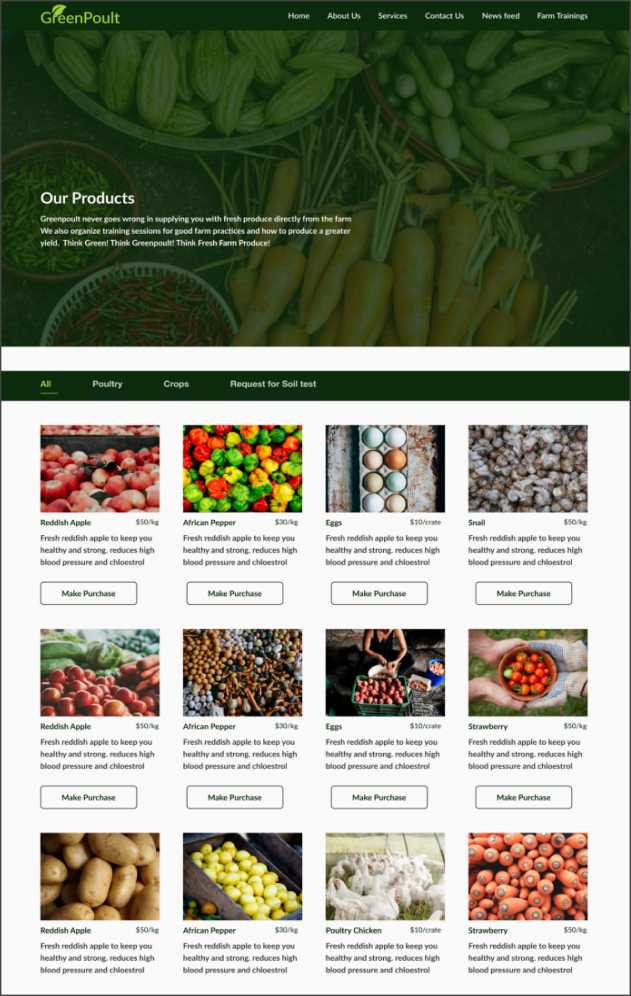 GreenPoult
Home About Us Services Contact Us News feed Farm Trainings
Our Products
Greenpoult never goes wrong in supplying you with fresh produce directly from the farm
We also organize training sessions for good farm practices and how to produce a greater
yield. Think Green! Think Greenpoult! Think Fresh Farm Produce!
All Poultry Crops Request for Soil test
Reddish Apple $50/kg
Fresh reddish apple to keep you
healthy and strong. reduces high
blood pressure and chloestrol
Make Purchase
African Pepper $30/kg
Fresh reddish apple to keep you
healthy and strong. reduces high
blood pressure and chloestrol
Make Purchase
Eggs $10/crate
Fresh reddish apple to keep you
healthy and strong. reduces high
blood pressure and chloestrol
Make Purchase
Snail $50/kg
Fresh reddish apple to keep you
healthy and strong. reduces high
blood pressure and chloestrol
Make Purchase
Reddish Apple $50/kg
Fresh reddish apple to keep you
healthy and strong. reduces high
blood pressure and chloestrol
Make Purchase
African Pepper $30/kg
Fresh reddish apple to keep you
healthy and strong. reduces high
blood pressure and chloestrol
Make Purchase
Eggs $10/crate
Fresh reddish apple to keep you
healthy and strong. reduces high
blood pressure and chloestrol
Make Purchase
Strawberry $50/kg
Fresh reddish apple to keep you
healthy and strong. reduces high
blood pressure and chloestrol
Make Purchase
Reddish Apple $50/kg
Fresh reddish apple to keep you
healthy and strong. reduces high
blood pressure and chloestrol
African Pepper $30/kg
Fresh reddish apple to keep you
healthy and strong. reduces high
blood pressure and chloestrol
Poultry Chicken $10/crate
Fresh reddish apple to keep you
healthy and strong. reduces high
blood pressure and chloestrol
Strawberry $50/kg
Fresh reddish apple to keep you
healthy and strong. reduces high
blood pressure and chloestrol